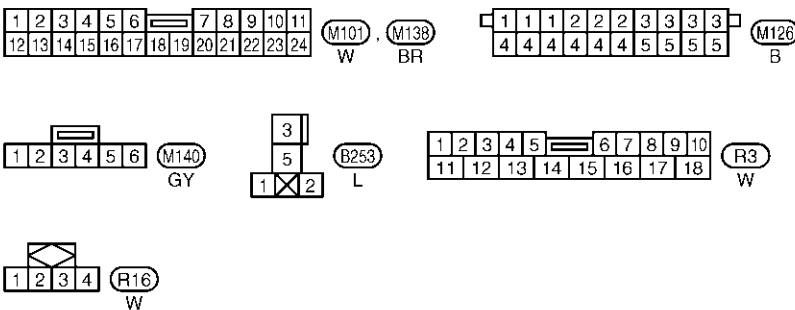 1 2 3 4 5 6 7 8 9 10 11
12 13 14 15 16 17 18 19 20 21 22 23 24
M101 , M138
W BR
1 1 1 2 2 2 3 3 3 3
4 4 4 4 4 4 5 5 5 5
M126
B
1 2 3 4 5 6
M140
GY
3
5
1 2
B253
L
1 2 3 4 5 6 7 8 9 10
11 12 13 14 15 16 17 18
R3
W
1 2 3 4
R16
W